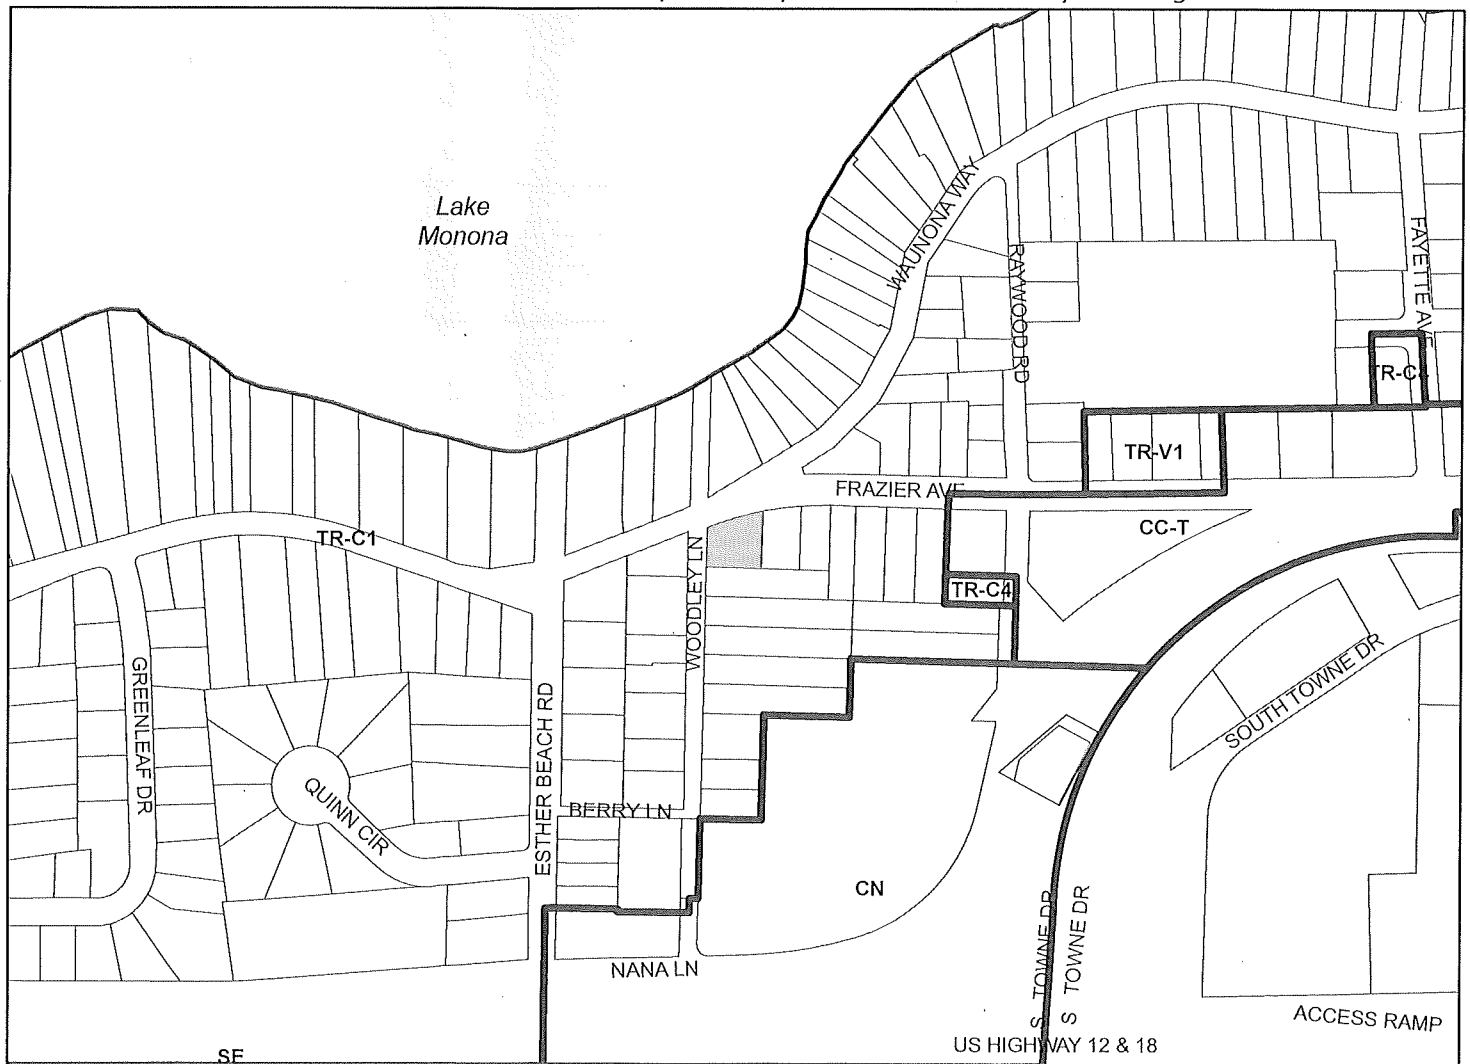 Lake
Monona
WAUNONA WAY
RAYWOOD RD
FAYETTE AVE
TR-C4
TR-V1
FRAZIER AVE
CC-T
TR-C1
WOODLEY LN
TR-C4
SOUTH TOWNE DR
GREENLEAF DR
ESTHER BEACH RD
QUINN CIR
BERRY LN
CN
S TOWNE DR
S TOWNE DR
NANA LN
ACCESS RAMP
US HIGHWAY 12 & 18